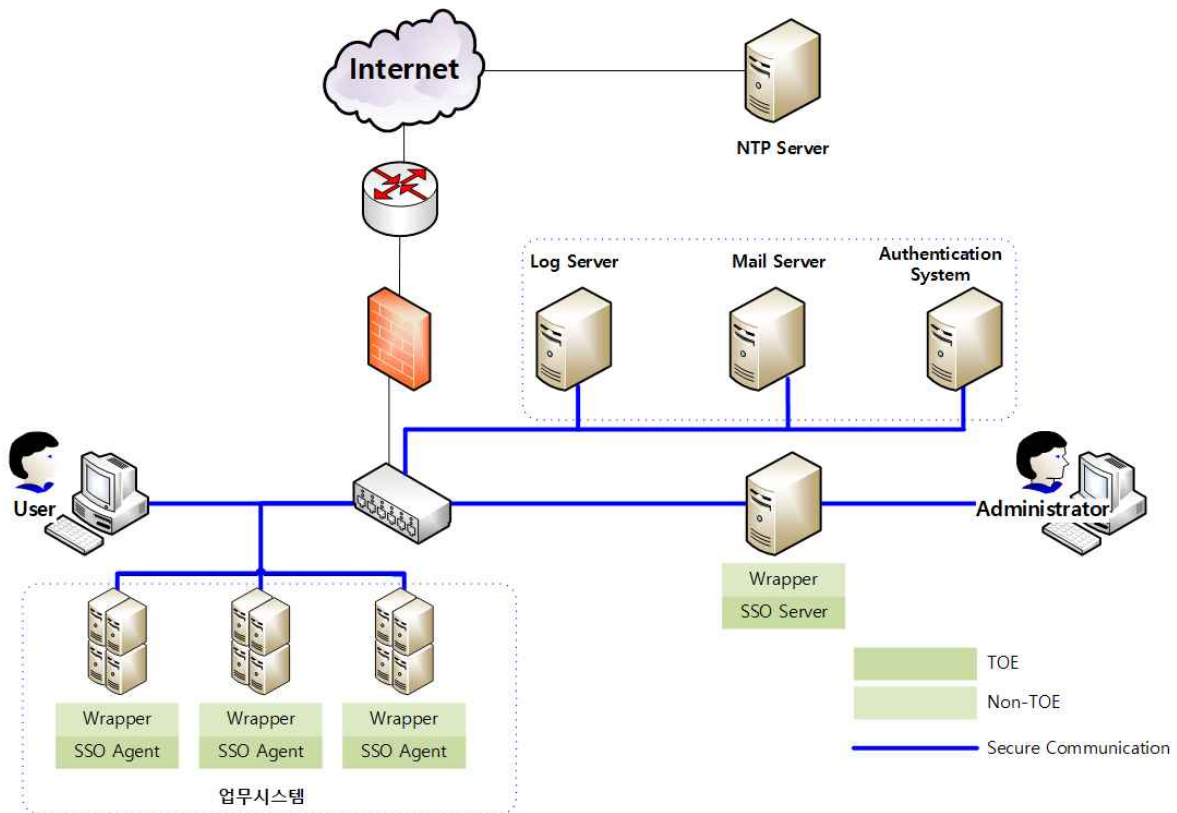 Internet
NTP Server
Log Server
Mail Server
Authentication
System
User
Administrator
Wrapper
SSO Server
Wrapper
SSO Agent
Wrapper
SSO Agent
Wrapper
SSO Agent
업무시스템
TOE
Non-TOE
Secure Communication